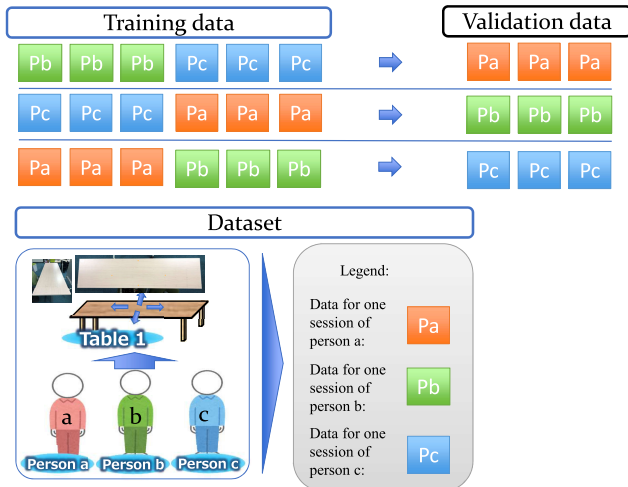 Training data
Validation data
Pb Pb Pb Pc Pc Pc Pa Pa Pa
Pc Pc Pc Pa Pa Pa Pb Pb Pb
Pa Pa Pa Pb Pb Pb Pc Pc Pc
Dataset
Table 1
a b c
Person a Person b Person c
Legend:
Data for one
session of
person a:
Pa
Data for one
session of
person b:
Pb
Data for one
session of
person c:
Pc